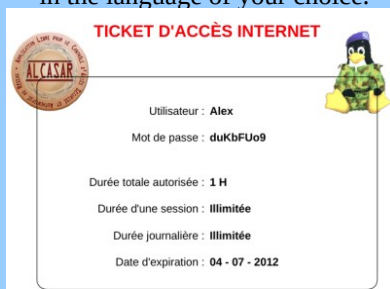 in the language of your choice.
TICKET D'ACCÈS INTERNET
ALCASAR
Utilisateur : Alex
Mot de passe : duKbFUo9
Durée totale autorisée : 1 H
Durée d'une session : Illimitée
Durée journalière : Illimitée
Date d'expiration : 04 - 07 - 2012